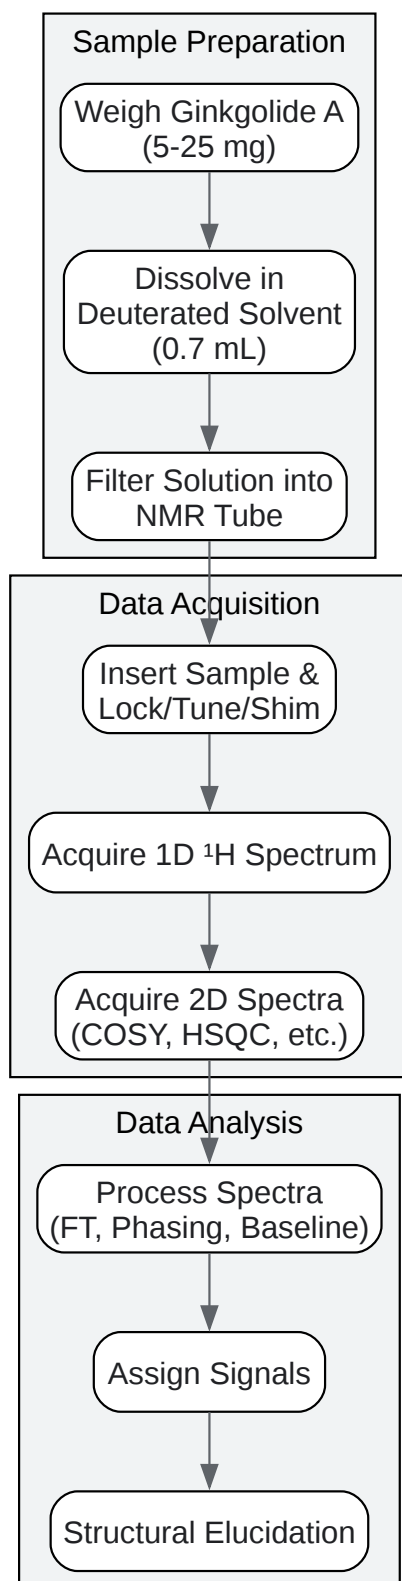 Sample Preparation
Weigh Ginkgolide A
(5-25 mg)
Dissolve in
Deuterated Solvent
(0.7 mL)
Filter Solution into
NMR Tube
Data Acquisition
Insert Sample &
Lock/Tune/Shim
Acquire 1D ¹H Spectrum
Acquire 2D Spectra
(COSY, HSQC, etc.)
Data Analysis
Process Spectra
(FT, Phasing, Baseline)
Assign Signals
Structural Elucidation